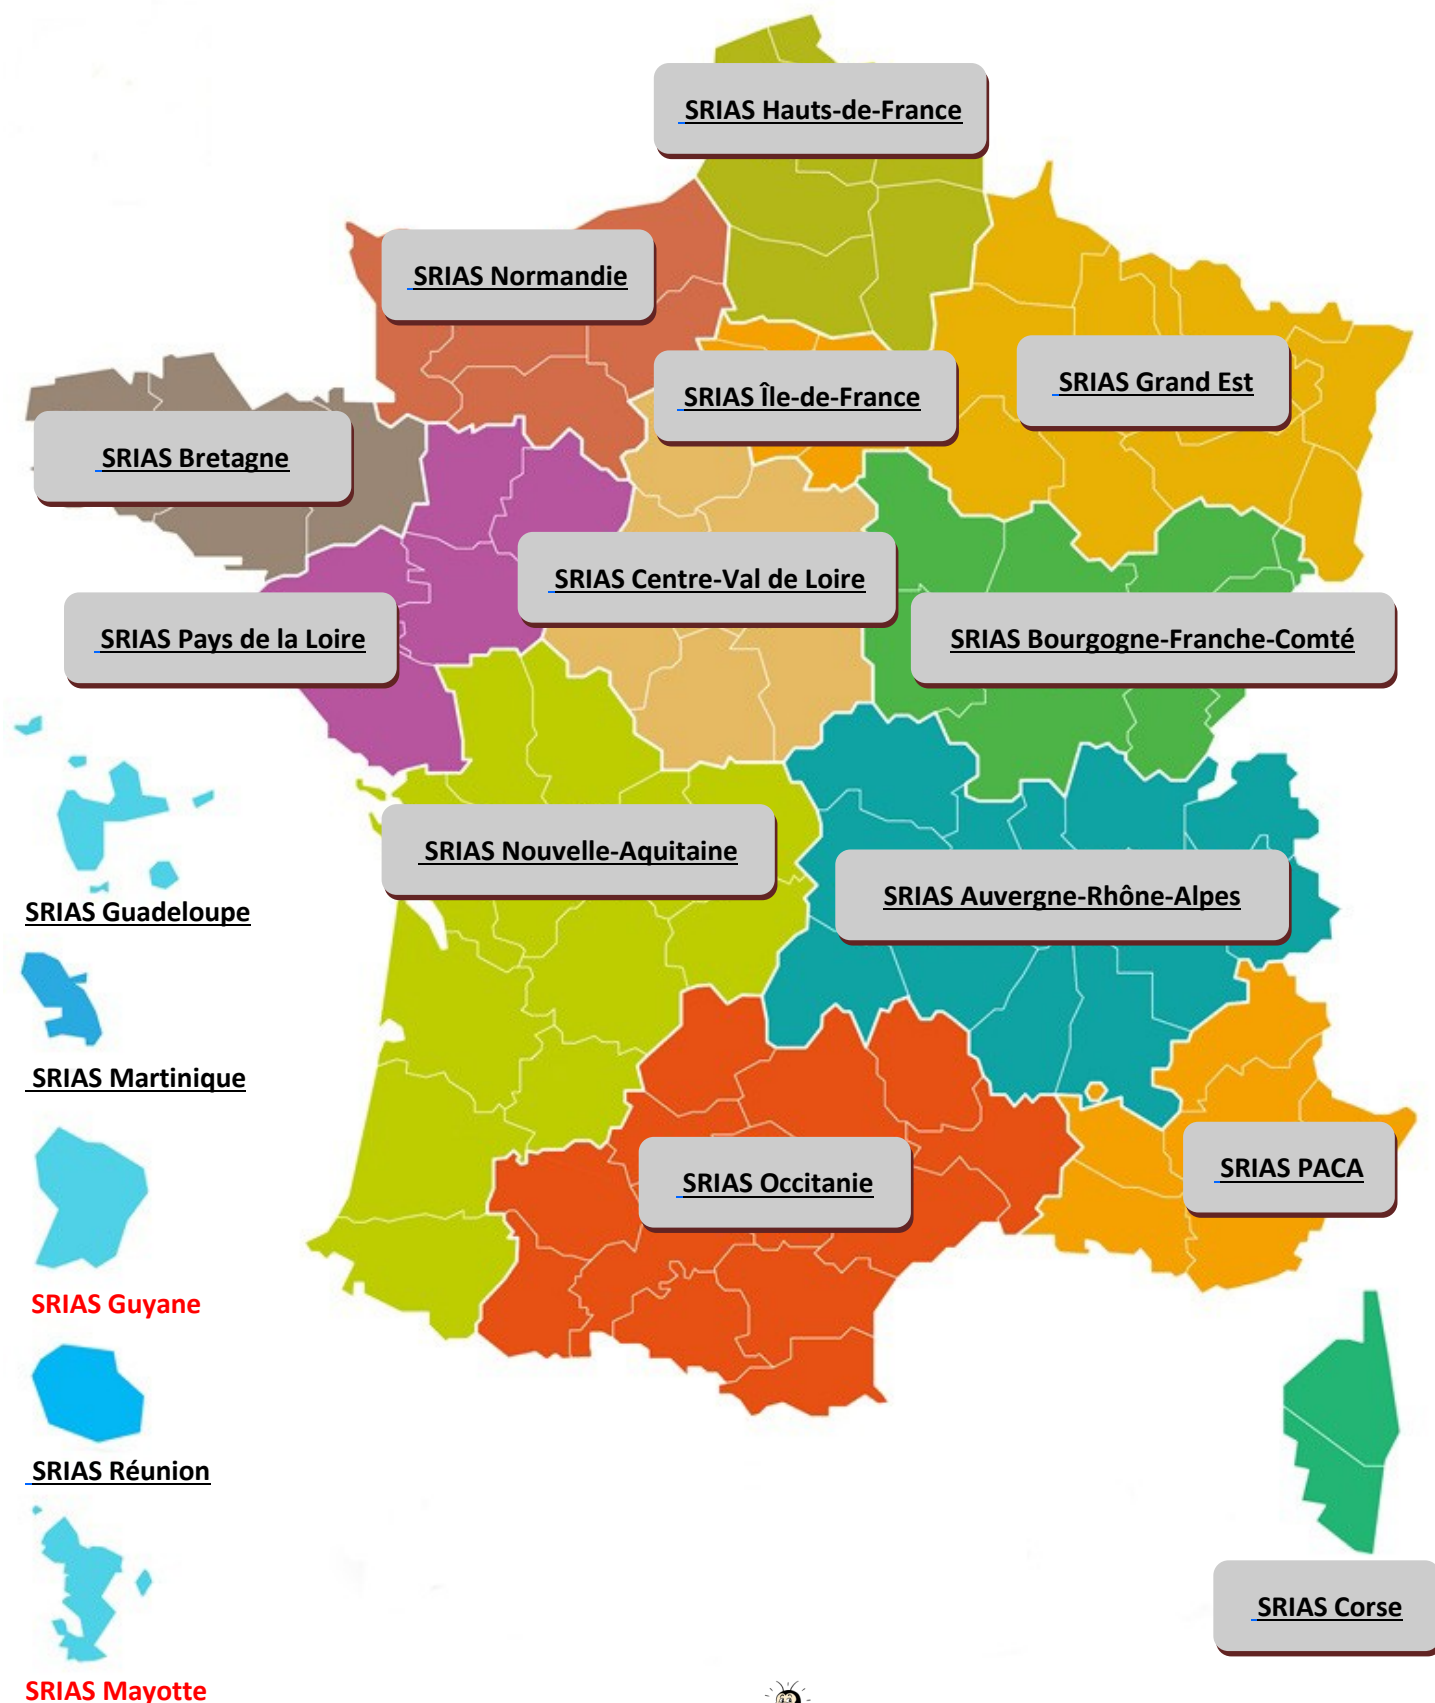 SRIAS Hauts-de-France
SRIAS Normandie
SRIAS Île-de-France
SRIAS Grand Est
SRIAS Bretagne
SRIAS Centre-Val de Loire
SRIAS Pays de la Loire
SRIAS Bourgogne-Franche-Comté
SRIAS Nouvelle-Aquitaine
SRIAS Auvergne-Rhône-Alpes
SRIAS Guadeloupe
SRIAS Martinique
SRIAS Occitanie
SRIAS PACA
SRIAS Guyane
SRIAS Réunion
SRIAS Corse
SRIAS Mayotte